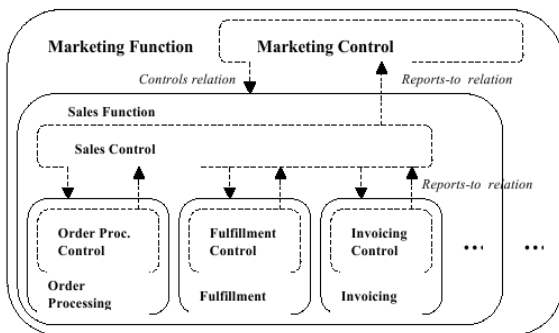 Marketing Function
Marketing Control
Controls relation
Reports-to relation
Sales Function
Sales Control
Reports-to relation
Order Proc.
Control
Fulfillment
Control
Invoicing
Control
... ...
Order
Processing
Fulfillment
Invoicing